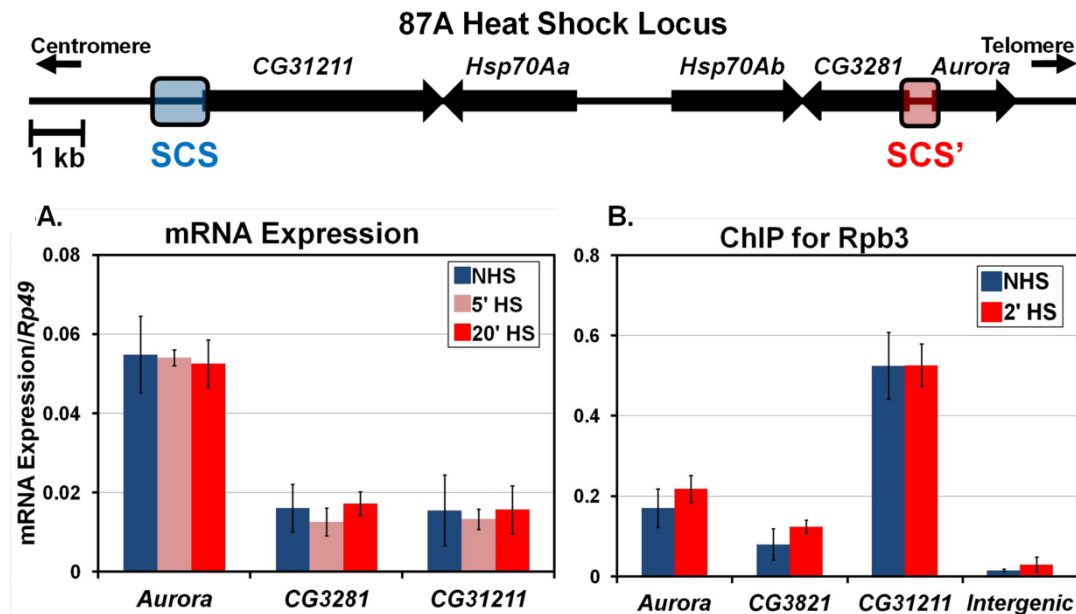 87A Heat Shock Locus
Centromere
Telomere
CG31211 Hsp70Aa Hsp70Ab CG3281 Aurora
1 kb
SCS
SCS'
A.
mRNA Expression
mRNA Expression/Rp49
0.08
0.06
0.04
0.02
0
NHS
5' HS
20' HS
Aurora CG3281 CG31211
B.
ChIP for Rpb3
0.8
0.6
0.4
0.2
0
NHS
2' HS
Aurora CG3821 CG31211 Intergenic